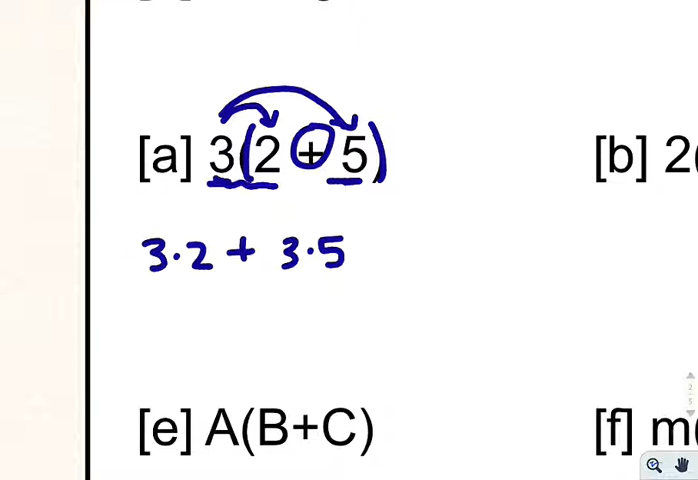 [a] 3(2 + 5)
[b] 2(
3·2 + 3·5
[e] A(B+C)
[f] m(